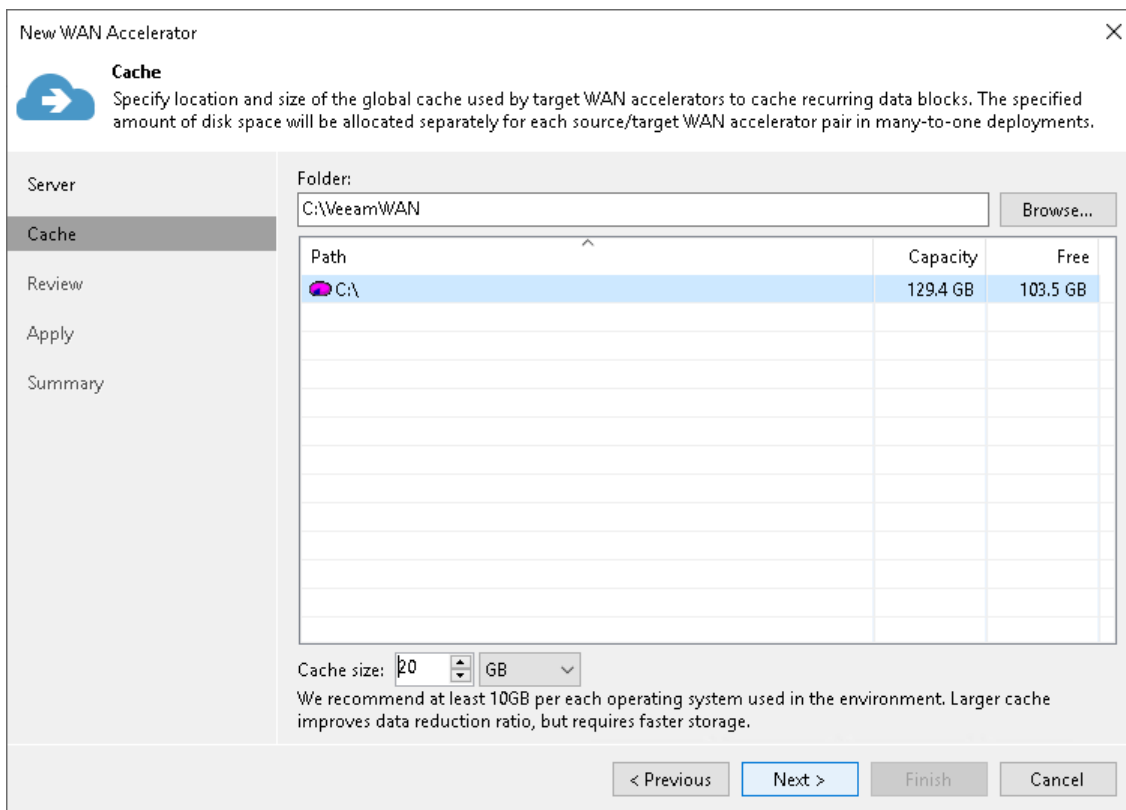 New WAN Accelerator
Cache
Specify location and size of the global cache used by target WAN accelerators to cache recurring data blocks. The specified
amount of disk space will be allocated separately for each source/target WAN accelerator pair in many-to-one deployments.
Server
Cache
Review
Apply
Summary
Folder:
C:\VeeamWAN
Browse...
Path Capacity Free
C:\ 129.4 GB 103.5 GB
Cache size: 20 GB
We recommend at least 10GB per each operating system used in the environment. Larger cache
improves data reduction ratio, but requires faster storage.
< Previous Next > Finish Cancel